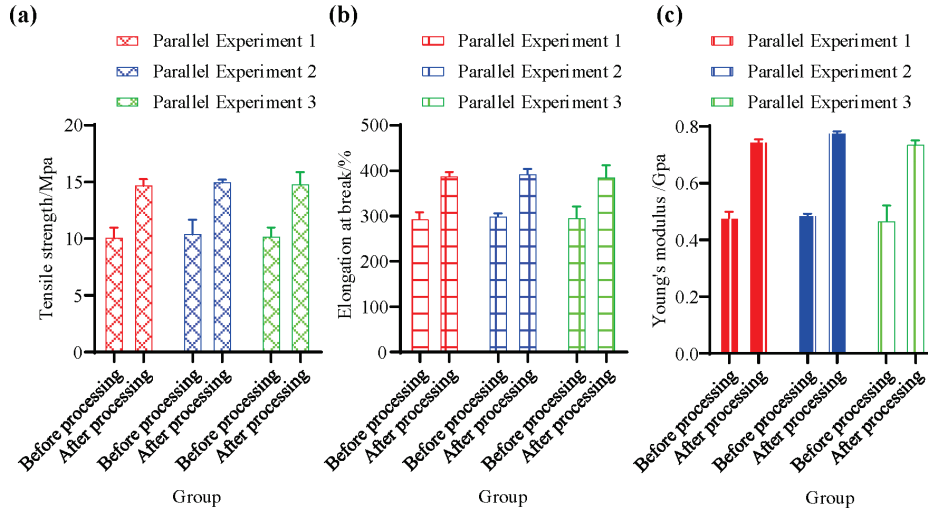 (a)
Parallel Experiment 1
Parallel Experiment 2
Parallel Experiment 3
Tensile strength/Mpa
20
15
10
5
0
Before processing
After processing
Before processing
After processing
Before processing
After processing
Group
(b)
Parallel Experiment 1
Parallel Experiment 2
Parallel Experiment 3
Elongation at break/%
500
400
300
200
100
0
Before processing
After processing
Before processing
After processing
Before processing
After processing
Group
(c)
Parallel Experiment 1
Parallel Experiment 2
Parallel Experiment 3
Young's modulus /Gpa
0.8
0.6
0.4
0.2
0.0
Before processing
After processing
Before processing
After processing
Before processing
After processing
Group